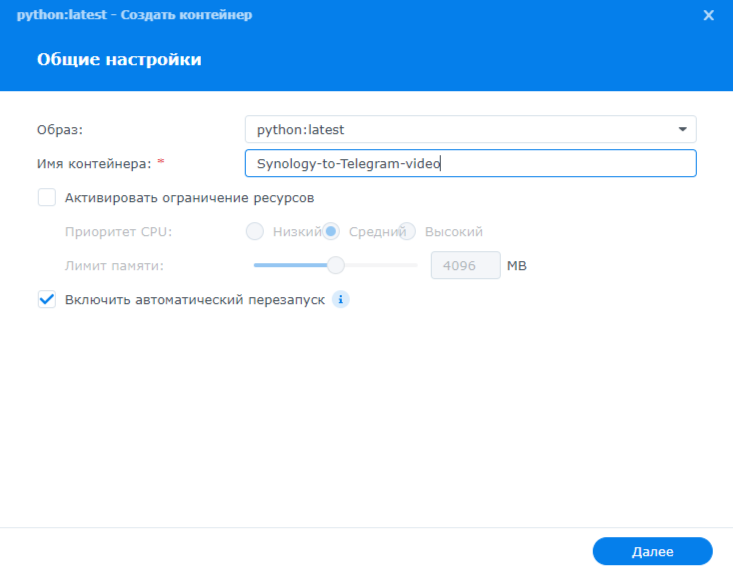 python:latest - Создать контейнер
Общие настройки
Образ: python:latest
Имя контейнера: * Synology-to-Telegram-video
Активировать ограничение ресурсов
Приоритет CPU: Низкий Средний Высокий
Лимит памяти: 4096 MB
Включить автоматический перезапуск i
Далее